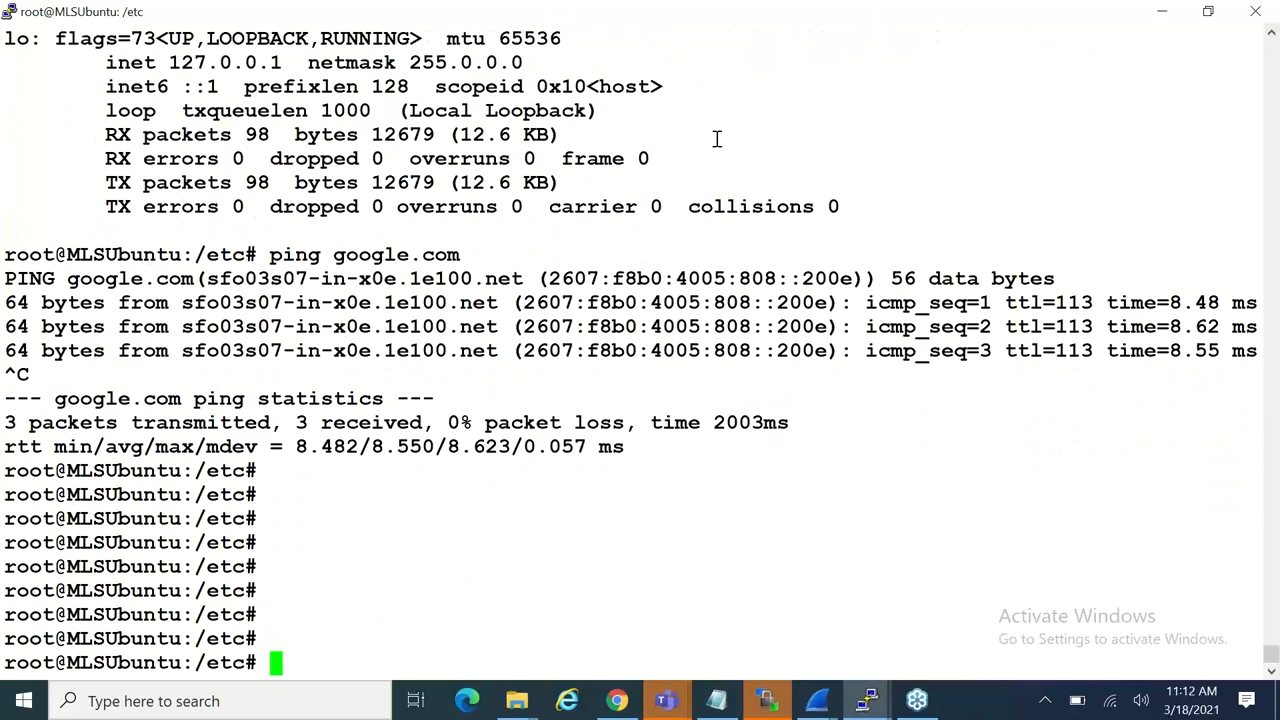 root@MLSUbuntu: /etc
lo: flags=73<UP,LOOPBACK,RUNNING>  mtu 65536
        inet 127.0.0.1  netmask 255.0.0.0
        inet6 ::1  prefixlen 128  scopeid 0x10<host>
        loop  txqueuelen 1000  (Local Loopback)
        RX packets 98  bytes 12679 (12.6 KB)
        RX errors 0  dropped 0  overruns 0  frame 0
        TX packets 98  bytes 12679 (12.6 KB)
        TX errors 0  dropped 0 overruns 0  carrier 0  collisions 0
root@MLSUbuntu:/etc# ping google.com
PING google.com(sfo03s07-in-x0e.1e100.net (2607:f8b0:4005:808::200e)) 56 data bytes
64 bytes from sfo03s07-in-x0e.1e100.net (2607:f8b0:4005:808::200e): icmp_seq=1 ttl=113 time=8.48 ms
64 bytes from sfo03s07-in-x0e.1e100.net (2607:f8b0:4005:808::200e): icmp_seq=2 ttl=113 time=8.62 ms
64 bytes from sfo03s07-in-x0e.1e100.net (2607:f8b0:4005:808::200e): icmp_seq=3 ttl=113 time=8.55 ms
^C
--- google.com ping statistics ---
3 packets transmitted, 3 received, 0% packet loss, time 2003ms
rtt min/avg/max/mdev = 8.482/8.550/8.623/0.057 ms
root@MLSUbuntu:/etc#
root@MLSUbuntu:/etc#
root@MLSUbuntu:/etc#
root@MLSUbuntu:/etc#
root@MLSUbuntu:/etc#
root@MLSUbuntu:/etc#
root@MLSUbuntu:/etc#
root@MLSUbuntu:/etc#
root@MLSUbuntu:/etc#
Activate Windows
Go to Settings to activate Windows.
Type here to search
11:12 AM
3/18/2021